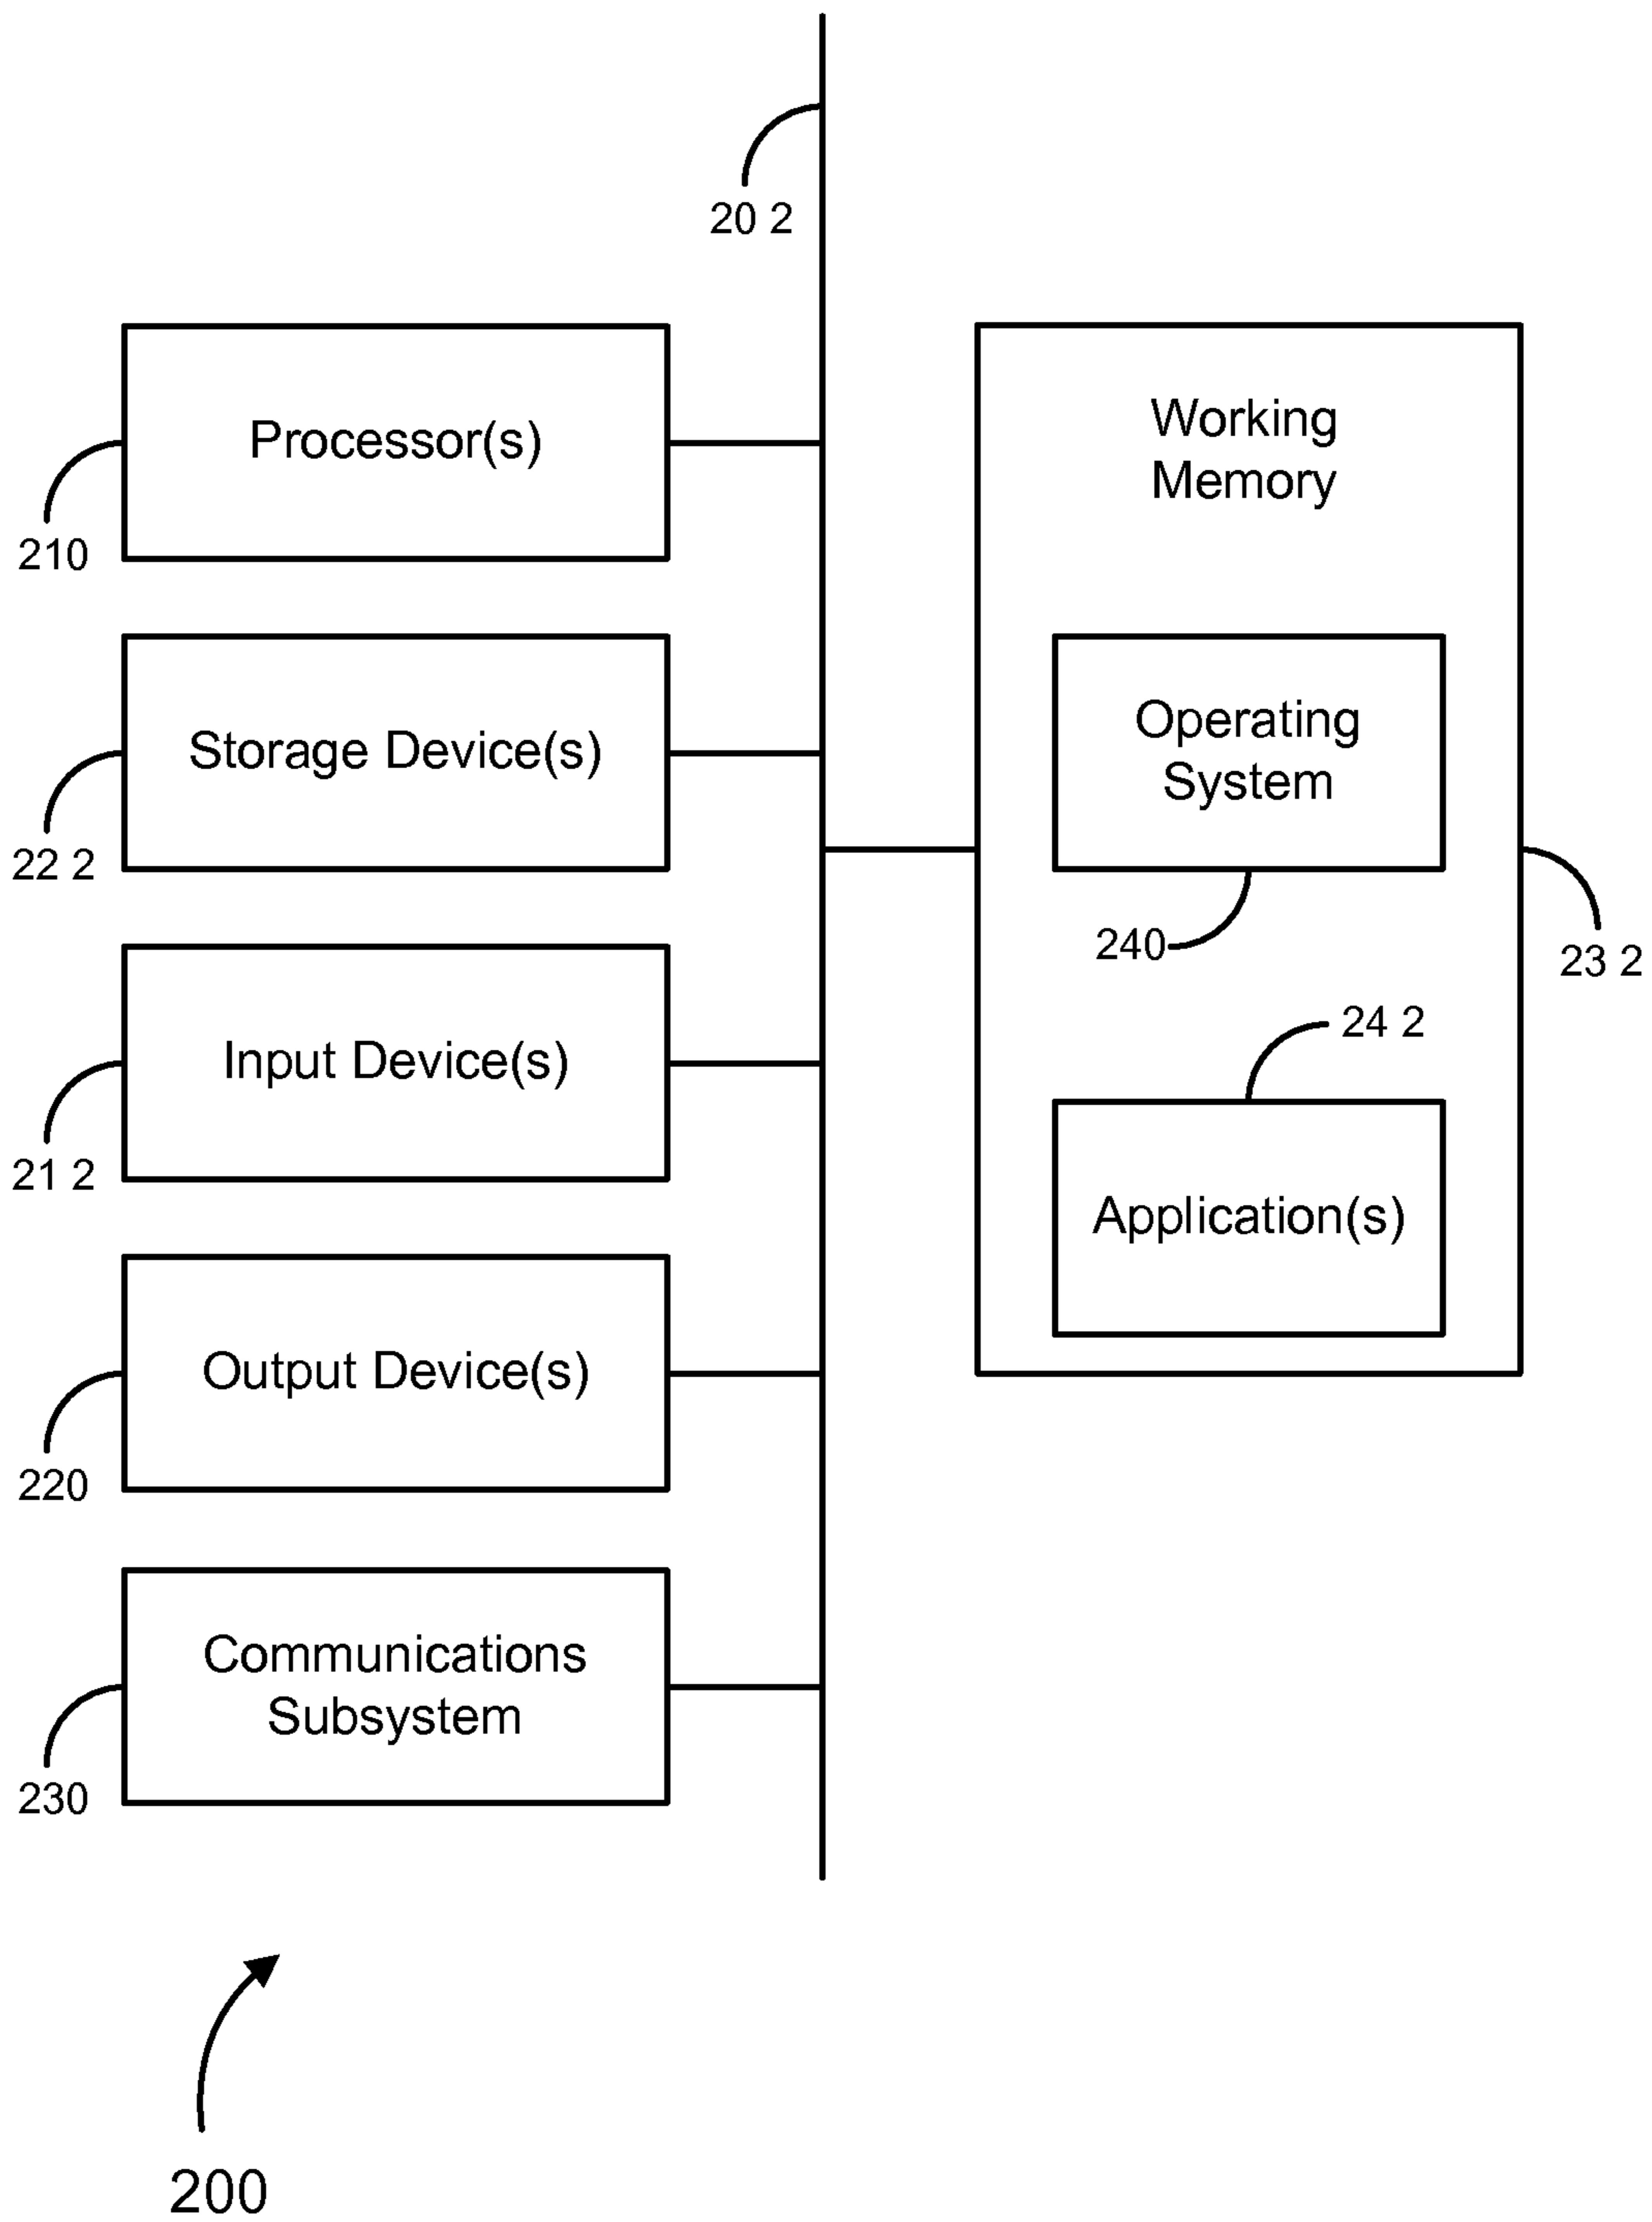 20 2
Processor(s)
210
Storage Device(s)
22 2
Input Device(s)
21 2
Output Device(s)
220
Communications
Subsystem
230
Working
Memory
Operating
System
240
23 2
24 2
Application(s)
200